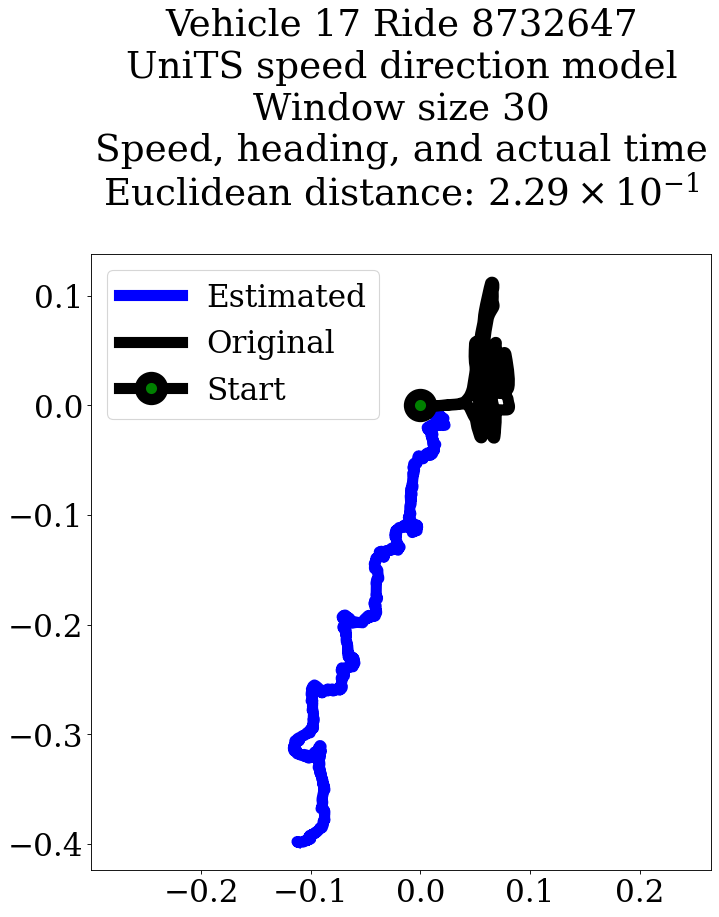 Vehicle 17 Ride 8732647
UniTS speed direction model
Window size 30
Speed, heading, and actual time
Euclidean distance: 2.29 × 10⁻¹
Estimated
Original
Start
0.1
0.0
−0.1
−0.2
−0.3
−0.4
−0.2 −0.1 0.0 0.1 0.2